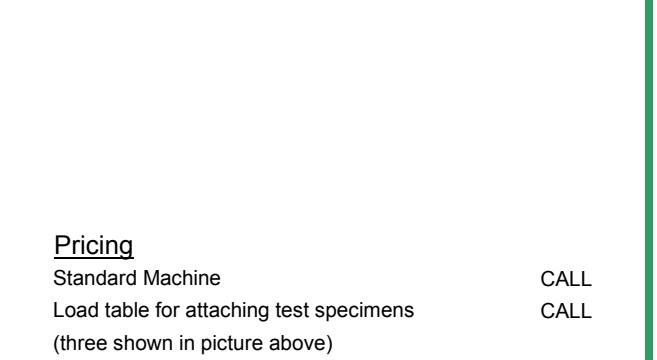 Pricing
Standard Machine CALL
Load table for attaching test specimens CALL
(three shown in picture above)